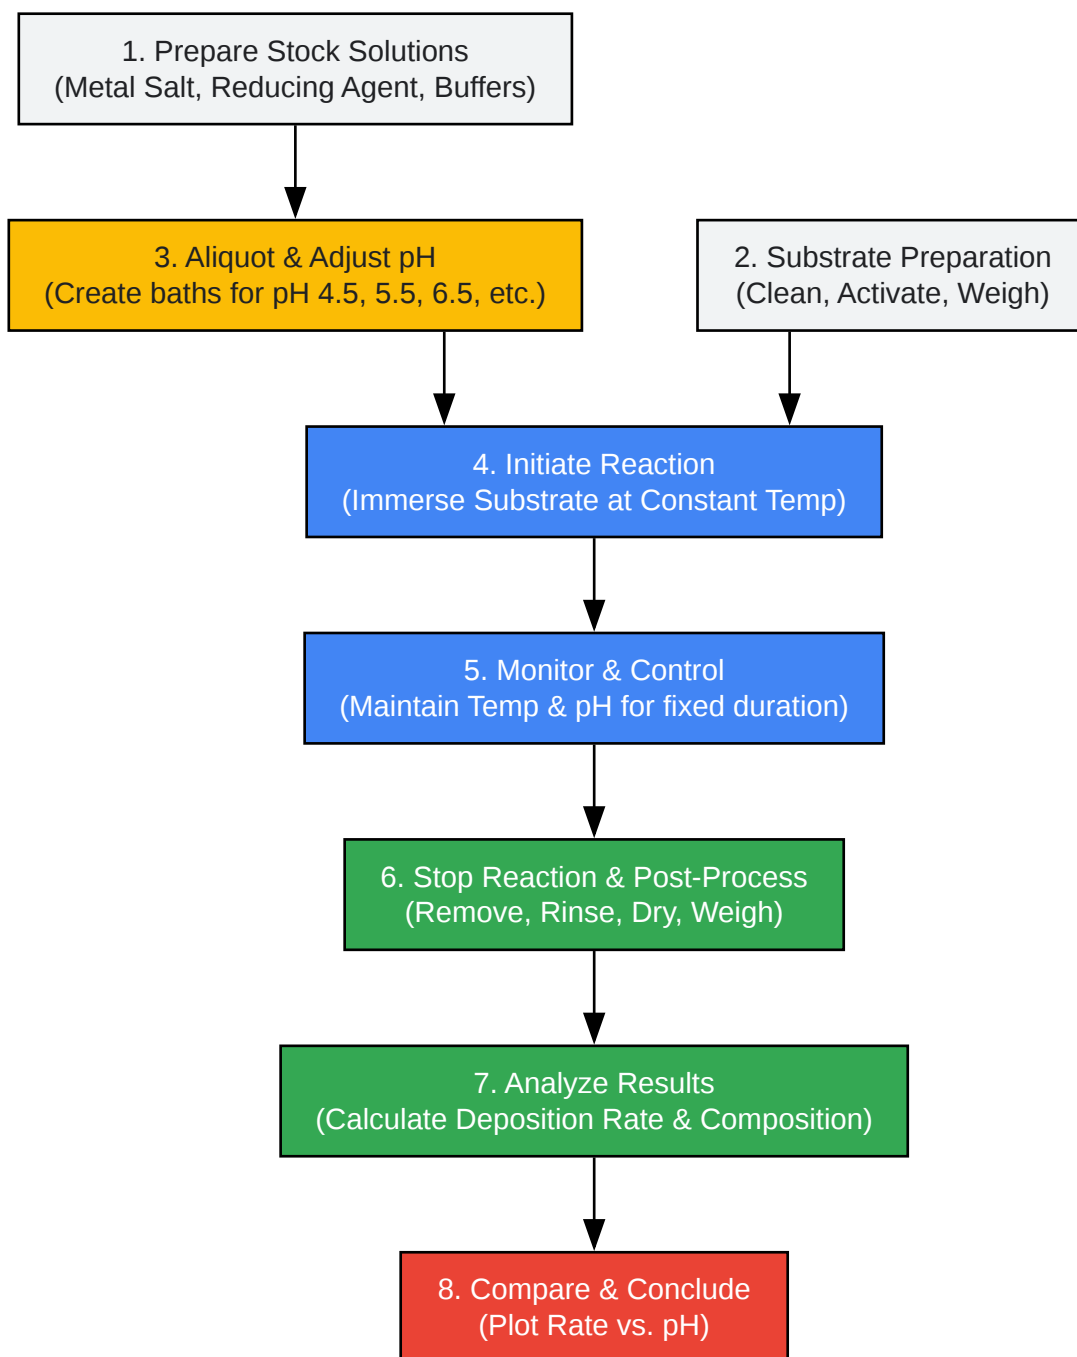 1. Prepare Stock Solutions
(Metal Salt, Reducing Agent, Buffers)
3. Aliquot & Adjust pH
(Create baths for pH 4.5, 5.5, 6.5, etc.)
2. Substrate Preparation
(Clean, Activate, Weigh)
4. Initiate Reaction
(Immerse Substrate at Constant Temp)
5. Monitor & Control
(Maintain Temp & pH for fixed duration)
6. Stop Reaction & Post-Process
(Remove, Rinse, Dry, Weigh)
7. Analyze Results
(Calculate Deposition Rate & Composition)
8. Compare & Conclude
(Plot Rate vs. pH)